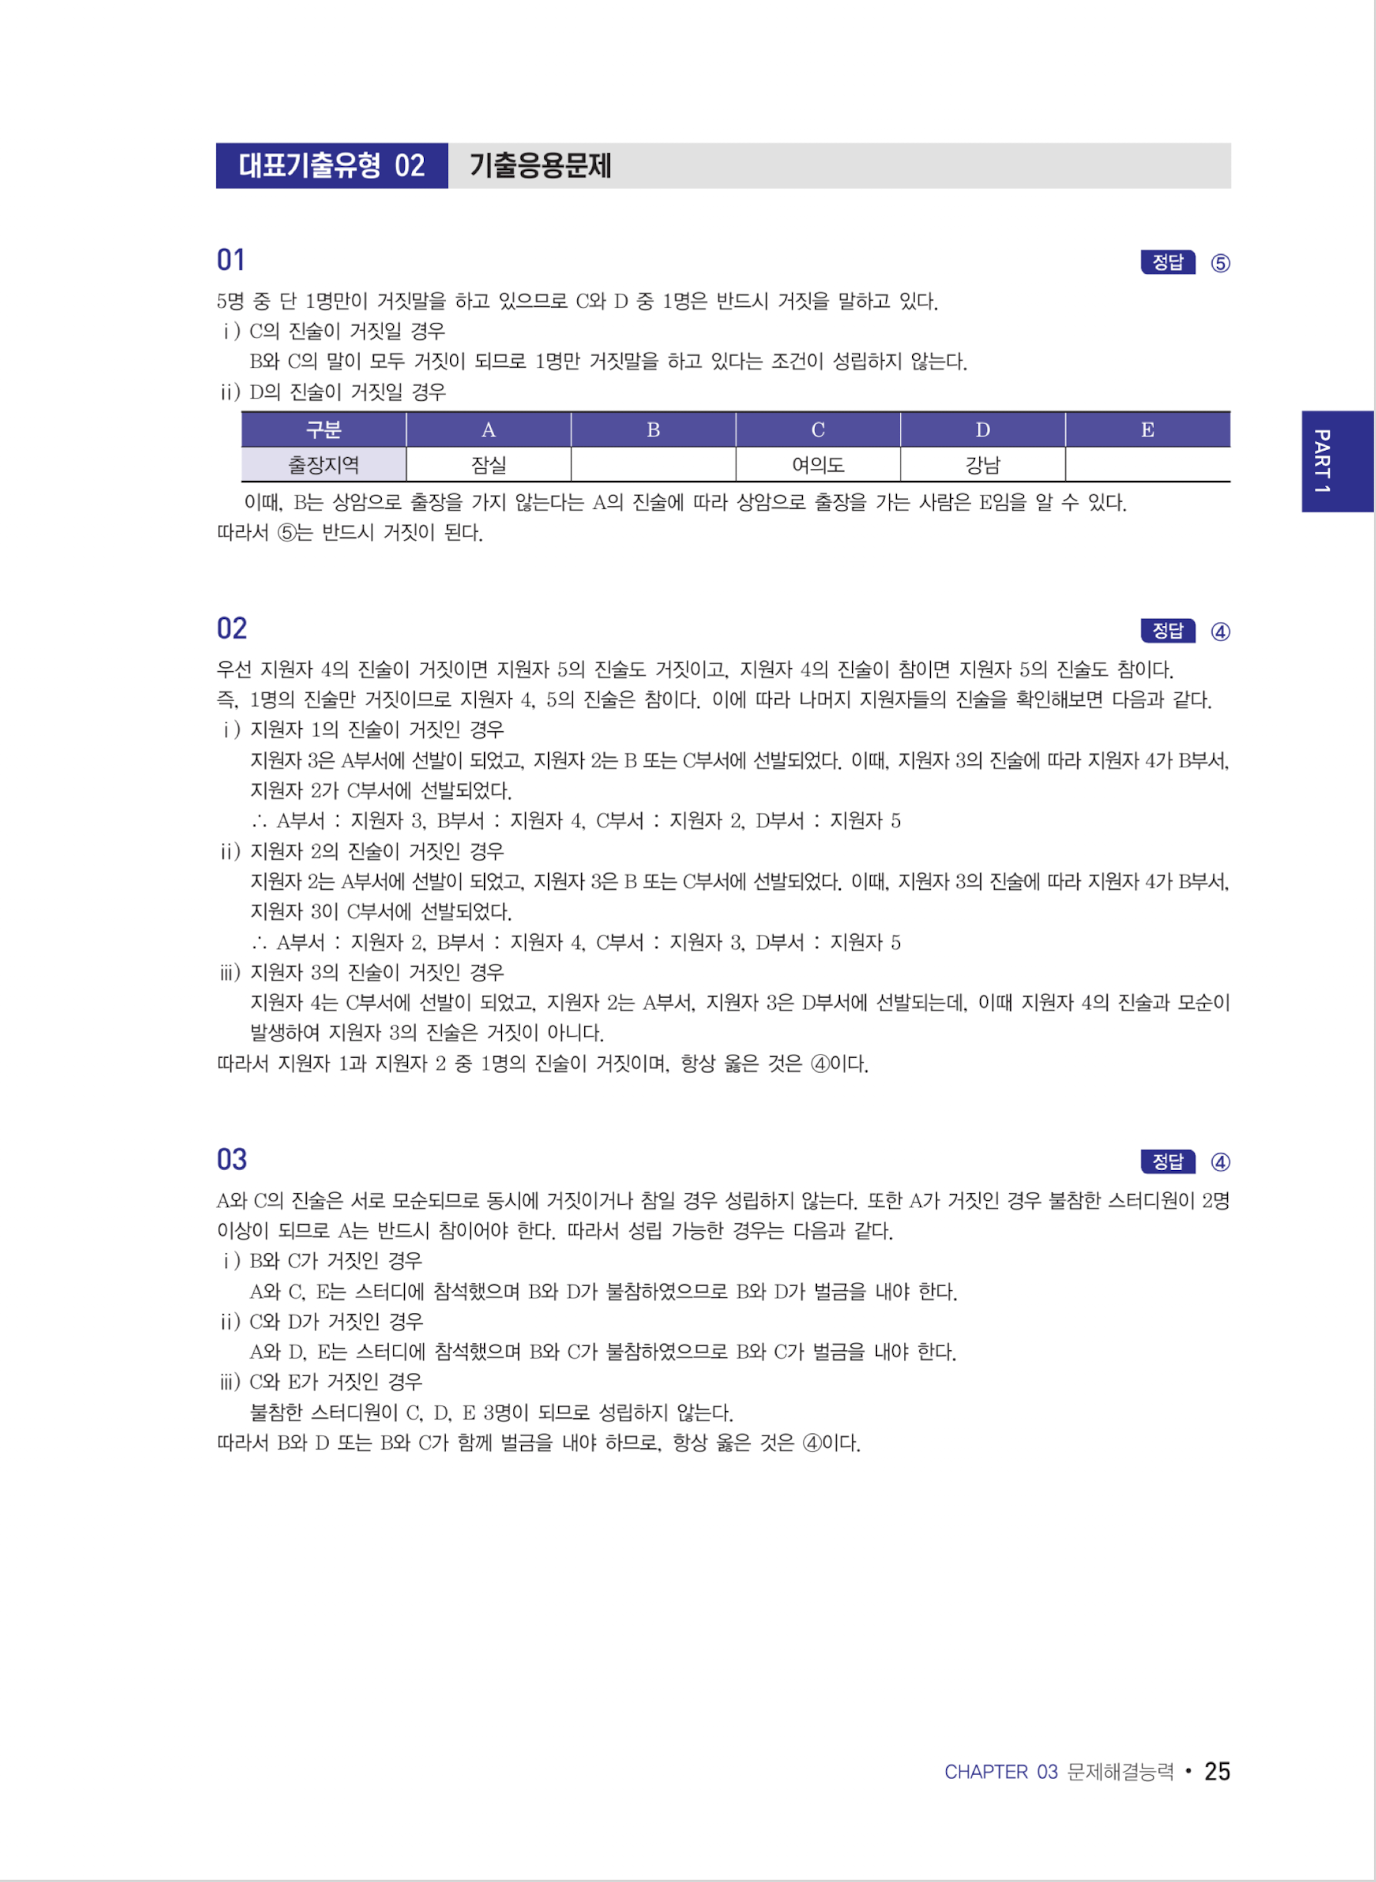 대표기출유형 02 기출응용문제
01 정답 ⑤
5명 중 단 1명만이 거짓말을 하고 있으므로 C와 D 중 1명은 반드시 거짓을 말하고 있다.
ⅰ) C의 진술이 거짓일 경우
B와 C의 말이 모두 거짓이 되므로 1명만 거짓말을 하고 있다는 조건이 성립하지 않는다.
ⅱ) D의 진술이 거짓일 경우
구분 A B C D E
출장지역 잠실 여의도 강남
이때, B는 상암으로 출장을 가지 않는다는 A의 진술에 따라 상암으로 출장을 가는 사람은 E임을 알 수 있다.
따라서 ⑤는 반드시 거짓이 된다.
PART 1
02 정답 ④
우선 지원자 4의 진술이 거짓이면 지원자 5의 진술도 거짓이고, 지원자 4의 진술이 참이면 지원자 5의 진술도 참이다.
즉, 1명의 진술만 거짓이므로 지원자 4, 5의 진술은 참이다. 이에 따라 나머지 지원자들의 진술을 확인해보면 다음과 같다.
ⅰ) 지원자 1의 진술이 거짓인 경우
지원자 3은 A부서에 선발이 되었고, 지원자 2는 B 또는 C부서에 선발되었다. 이때, 지원자 3의 진술에 따라 지원자 4가 B부서,
지원자 2가 C부서에 선발되었다.
∴ A부서 : 지원자 3, B부서 : 지원자 4, C부서 : 지원자 2, D부서 : 지원자 5
ⅱ) 지원자 2의 진술이 거짓인 경우
지원자 2는 A부서에 선발이 되었고, 지원자 3은 B 또는 C부서에 선발되었다. 이때, 지원자 3의 진술에 따라 지원자 4가 B부서,
지원자 3이 C부서에 선발되었다.
∴ A부서 : 지원자 2, B부서 : 지원자 4, C부서 : 지원자 3, D부서 : 지원자 5
ⅲ) 지원자 3의 진술이 거짓인 경우
지원자 4는 C부서에 선발이 되었고, 지원자 2는 A부서, 지원자 3은 D부서에 선발되는데, 이때 지원자 4의 진술과 모순이
발생하여 지원자 3의 진술은 거짓이 아니다.
따라서 지원자 1과 지원자 2 중 1명의 진술이 거짓이며, 항상 옳은 것은 ④이다.
03 정답 ④
A와 C의 진술은 서로 모순되므로 동시에 거짓이거나 참일 경우 성립하지 않는다. 또한 A가 거짓인 경우 불참한 스터디원이 2명
이상이 되므로 A는 반드시 참이어야 한다. 따라서 성립 가능한 경우는 다음과 같다.
ⅰ) B와 C가 거짓인 경우
A와 C, E는 스터디에 참석했으며 B와 D가 불참하였으므로 B와 D가 벌금을 내야 한다.
ⅱ) C와 D가 거짓인 경우
A와 D, E는 스터디에 참석했으며 B와 C가 불참하였으므로 B와 C가 벌금을 내야 한다.
ⅲ) C와 E가 거짓인 경우
불참한 스터디원이 C, D, E 3명이 되므로 성립하지 않는다.
따라서 B와 D 또는 B와 C가 함께 벌금을 내야 하므로, 항상 옳은 것은 ④이다.
CHAPTER 03 문제해결능력 • 25